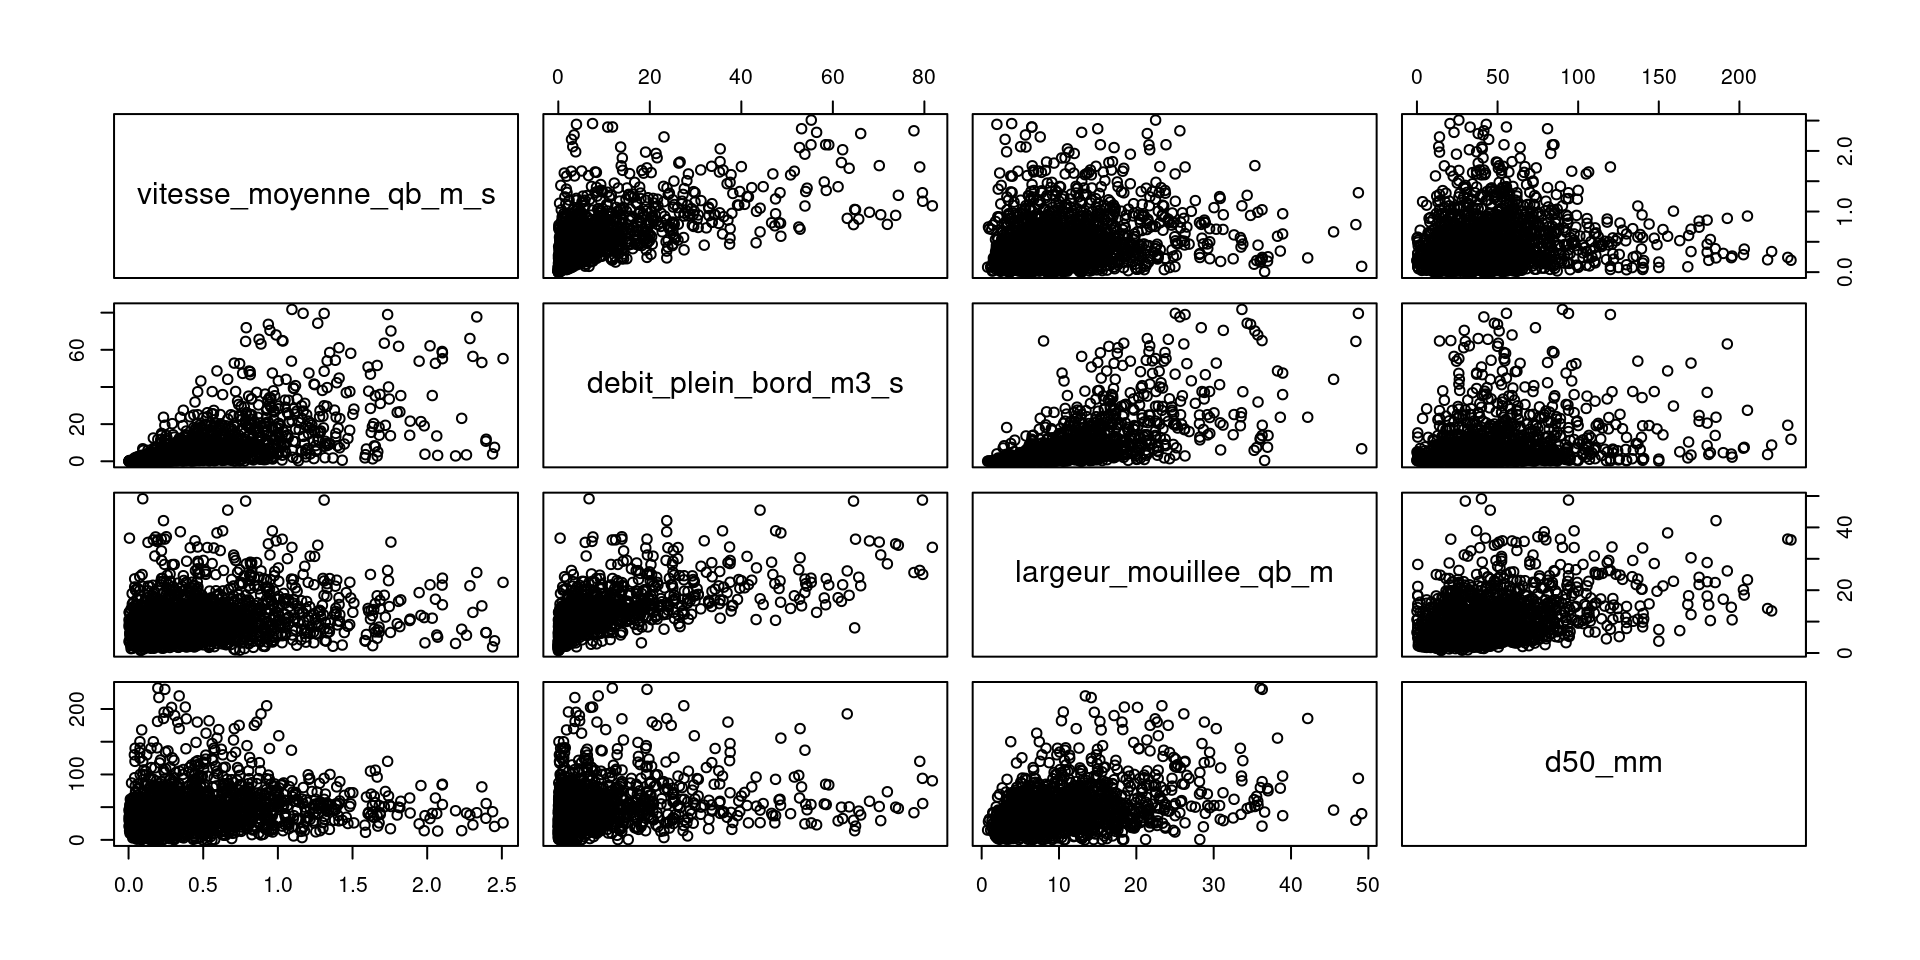 0 20 40 60 80
0 50 100 150 200
vitesse_moyenne_qb_m_s
0.0 1.0 2.0
0 20 60
debit_plein_bord_m3_s
largeur_mouillee_qb_m
0 20 40
0 100 200
d50_mm
0.0 0.5 1.0 1.5 2.0 2.5
0 10 20 30 40 50